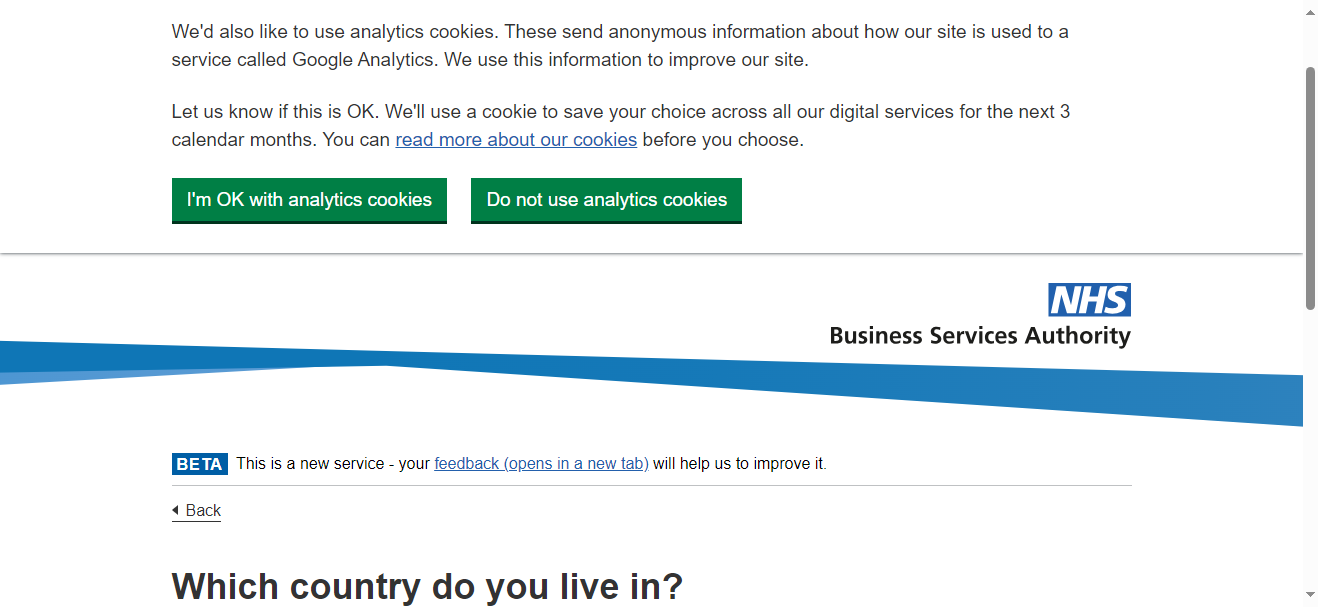 We'd also like to use analytics cookies. These send anonymous information about how our site is used to a
service called Google Analytics. We use this information to improve our site.
Let us know if this is OK. We'll use a cookie to save your choice across all our digital services for the next 3
calendar months. You can read more about our cookies before you choose.
I'm OK with analytics cookies
Do not use analytics cookies
NHS
Business Services Authority
BETA This is a new service - your feedback (opens in a new tab) will help us to improve it.
Back
Which country do you live in?